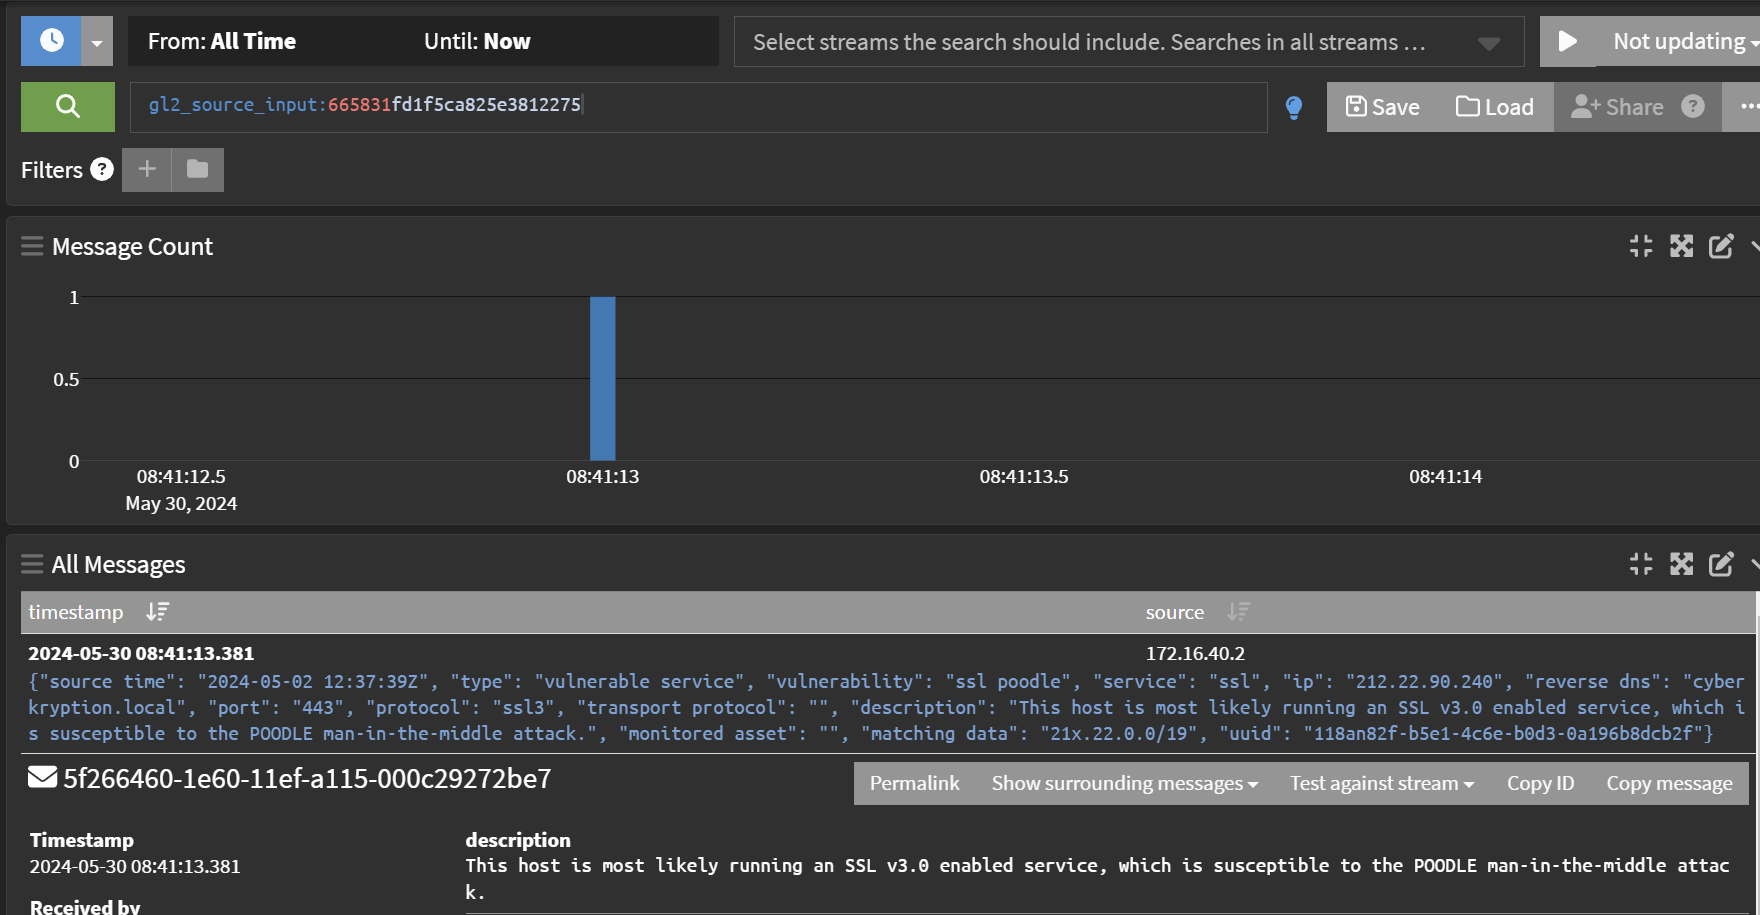 From: All Time Until: Now Select streams the search should include. Searches in all streams … Not updating
gl2_source_input:665831fd1f5ca825e3812275 Save Load Share ? ...
Filters ? +
Message Count
1
0.5
0
08:41:12.5 08:41:13 08:41:13.5 08:41:14
May 30, 2024
All Messages
timestamp source
2024-05-30 08:41:13.381 172.16.40.2
{"source time": "2024-05-02 12:37:39Z", "type": "vulnerable service", "vulnerability": "ssl poodle", "service": "ssl", "ip": "212.22.90.240", "reverse dns": "cyber
kryption.local", "port": "443", "protocol": "ssl3", "transport protocol": "", "description": "This host is most likely running an SSL v3.0 enabled service, which i
s susceptible to the POODLE man-in-the-middle attack.", "monitored asset": "", "matching data": "21x.22.0.0/19", "uuid": "118an82f-b5e1-4c6e-b0d3-0a196b8dcb2f"}
5f266460-1e60-11ef-a115-000c29272be7 Permalink Show surrounding messages Test against stream Copy ID Copy message
Timestamp description
2024-05-30 08:41:13.381 This host is most likely running an SSL v3.0 enabled service, which is susceptible to the POODLE man-in-the-middle attac
k.
Received by